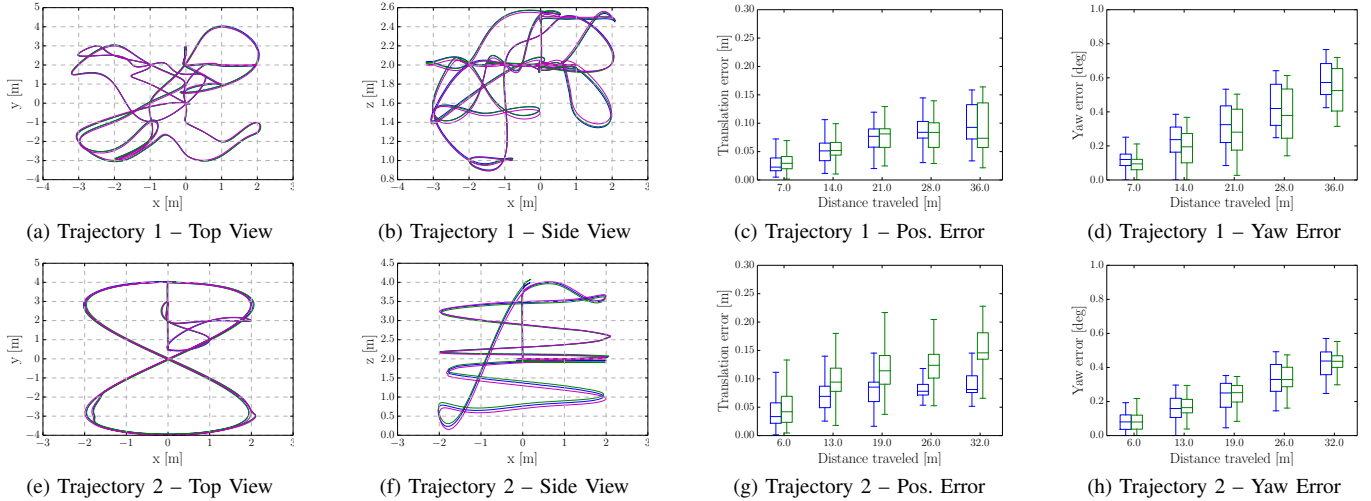 5
4
3
2
1
0
−1
−2
−3
−4
y [m]
−4 −3 −2 −1 0 1 2 3
x [m]
(a) Trajectory 1 – Top View
2.6
2.4
2.2
2.0
1.8
1.6
1.4
1.2
1.0
0.8
z [m]
−4 −3 −2 −1 0 1 2 3
x [m]
(b) Trajectory 1 – Side View
0.30
0.25
0.20
0.15
0.10
0.05
0.00
Translation error [m]
7.0 14.0 21.0 28.0 36.0
Distance traveled [m]
(c) Trajectory 1 – Pos. Error
1.0
0.8
0.6
0.4
0.2
0.0
Yaw error [deg]
7.0 14.0 21.0 28.0 36.0
Distance traveled [m]
(d) Trajectory 1 – Yaw Error
5
4
3
2
1
0
−1
−2
−3
−4
y [m]
−3 −2 −1 0 1 2 3
x [m]
(e) Trajectory 2 – Top View
4.5
4.0
3.5
3.0
2.5
2.0
1.5
1.0
0.5
0.0
z [m]
−3 −2 −1 0 1 2 3
x [m]
(f) Trajectory 2 – Side View
0.30
0.25
0.20
0.15
0.10
0.05
0.00
Translation error [m]
6.0 13.0 19.0 26.0 32.0
Distance traveled [m]
(g) Trajectory 2 – Pos. Error
1.0
0.8
0.6
0.4
0.2
0.0
Yaw error [deg]
6.0 13.0 19.0 26.0 32.0
Distance traveled [m]
(h) Trajectory 2 – Yaw Error